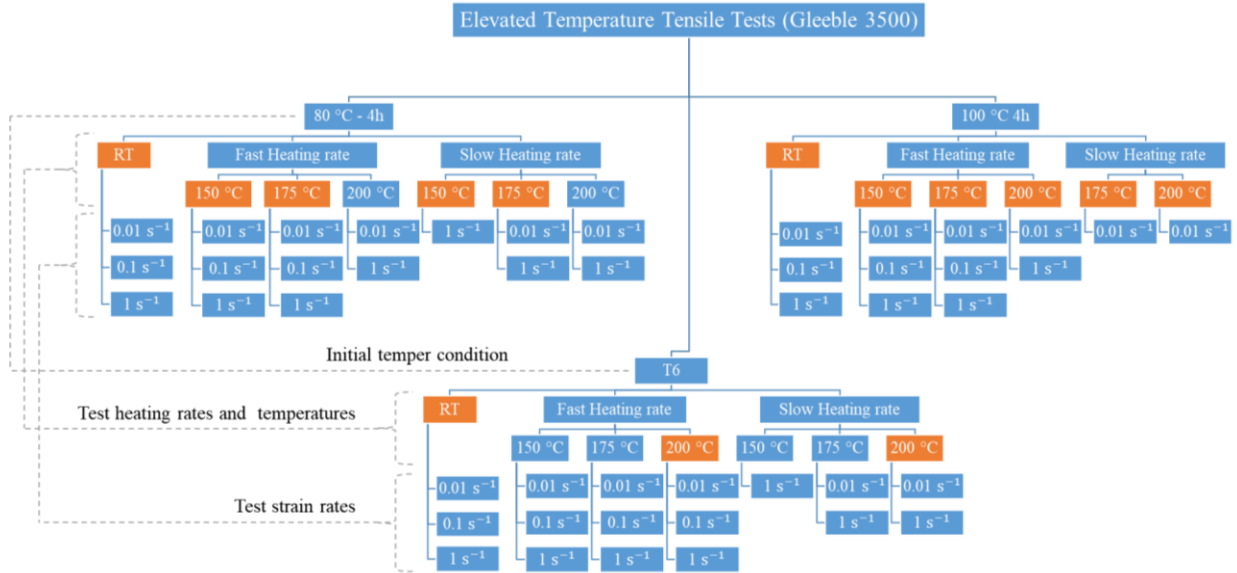 Elevated Temperature Tensile Tests (Gleeble 3500)
80 °C - 4h
100 °C 4h
RT
Fast Heating rate
Slow Heating rate
RT
Fast Heating rate
Slow Heating rate
150 °C
175 °C
200 °C
150 °C
175 °C
200 °C
150 °C
175 °C
200 °C
175 °C
200 °C
0.01 s⁻¹
0.01 s⁻¹
0.01 s⁻¹
0.01 s⁻¹
1 s⁻¹
0.01 s⁻¹
0.01 s⁻¹
0.01 s⁻¹
0.01 s⁻¹
0.01 s⁻¹
0.01 s⁻¹
0.01 s⁻¹
0.01 s⁻¹
0.1 s⁻¹
0.1 s⁻¹
0.1 s⁻¹
1 s⁻¹
1 s⁻¹
1 s⁻¹
0.1 s⁻¹
0.1 s⁻¹
0.1 s⁻¹
1 s⁻¹
1 s⁻¹
1 s⁻¹
1 s⁻¹
1 s⁻¹
1 s⁻¹
1 s⁻¹
Initial temper condition
T6
Test heating rates and temperatures
RT
Fast Heating rate
Slow Heating rate
150 °C
175 °C
200 °C
150 °C
175 °C
200 °C
Test strain rates
0.01 s⁻¹
0.01 s⁻¹
0.01 s⁻¹
0.01 s⁻¹
1 s⁻¹
0.01 s⁻¹
0.01 s⁻¹
0.1 s⁻¹
0.1 s⁻¹
0.1 s⁻¹
0.1 s⁻¹
1 s⁻¹
1 s⁻¹
1 s⁻¹
1 s⁻¹
1 s⁻¹
1 s⁻¹